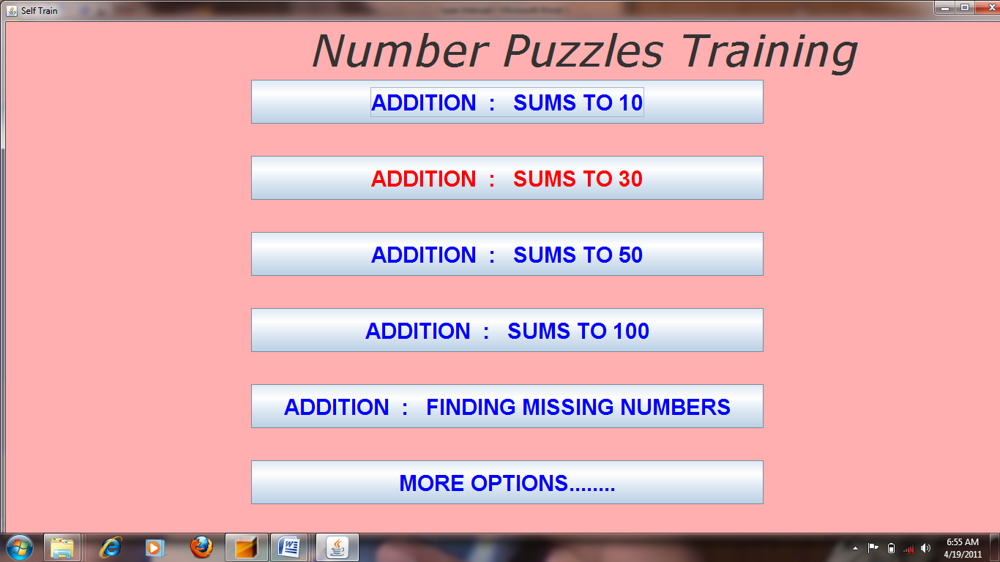 Self Train
Number Puzzles Training
ADDITION : SUMS TO 10
ADDITION : SUMS TO 30
ADDITION : SUMS TO 50
ADDITION : SUMS TO 100
ADDITION : FINDING MISSING NUMBERS
MORE OPTIONS........
6:55 AM
4/19/2011